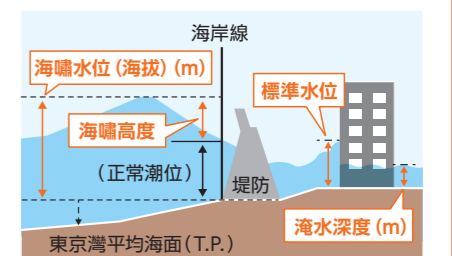 海岸線
海嘯水位（海拔）（m）
標準水位
海嘯高度
（正常潮位）
堤防
淹水深度（m）
東京灣平均海面（T.P.）